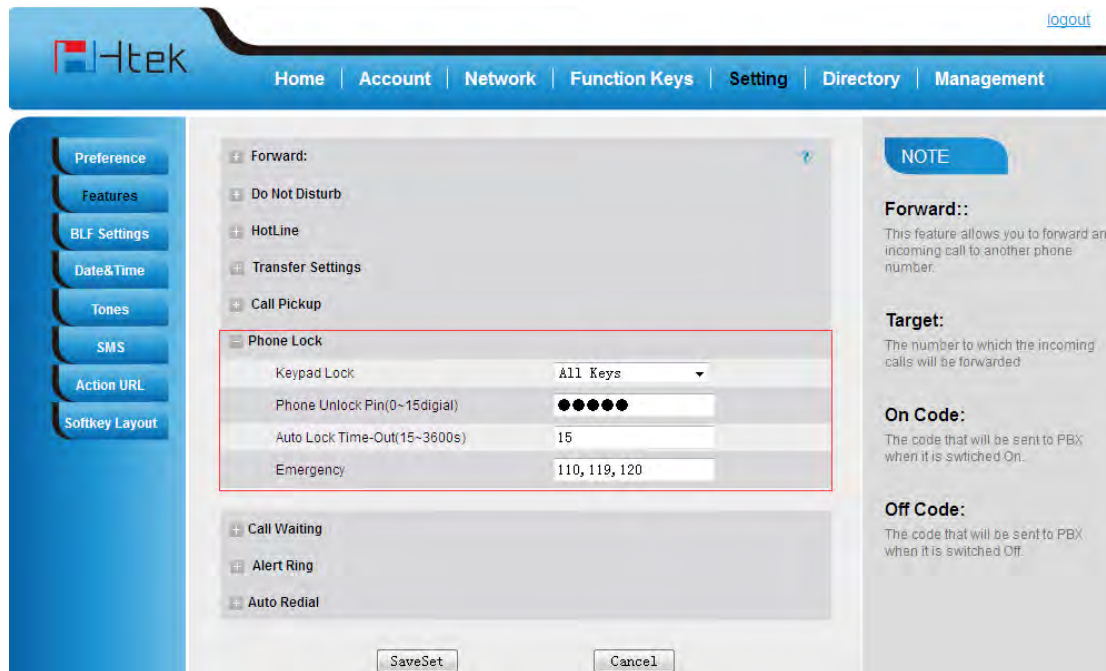 logout
Htek
Home | Account | Network | Function Keys | Setting | Directory | Management
Preference
Features
BLF Settings
Date&Time
Tones
SMS
Action URL
Softkey Layout
Forward: ?
Do Not Disturb
HotLine
Transfer Settings
Call Pickup
Phone Lock
Keypad Lock All Keys
Phone Unlock Pin(0~15digial) ●●●●●
Auto Lock Time-Out(15~3600s) 15
Emergency 110,119,120
Call Waiting
Alert Ring
Auto Redial
SaveSet Cancel
NOTE
Forward::
This feature allows you to forward an
incoming call to another phone
number.
Target:
The number to which the incoming
calls will be forwarded
On Code:
The code that will be sent to PBX
when it is swtiched On.
Off Code:
The code that will be sent to PBX
when it is switched Off.